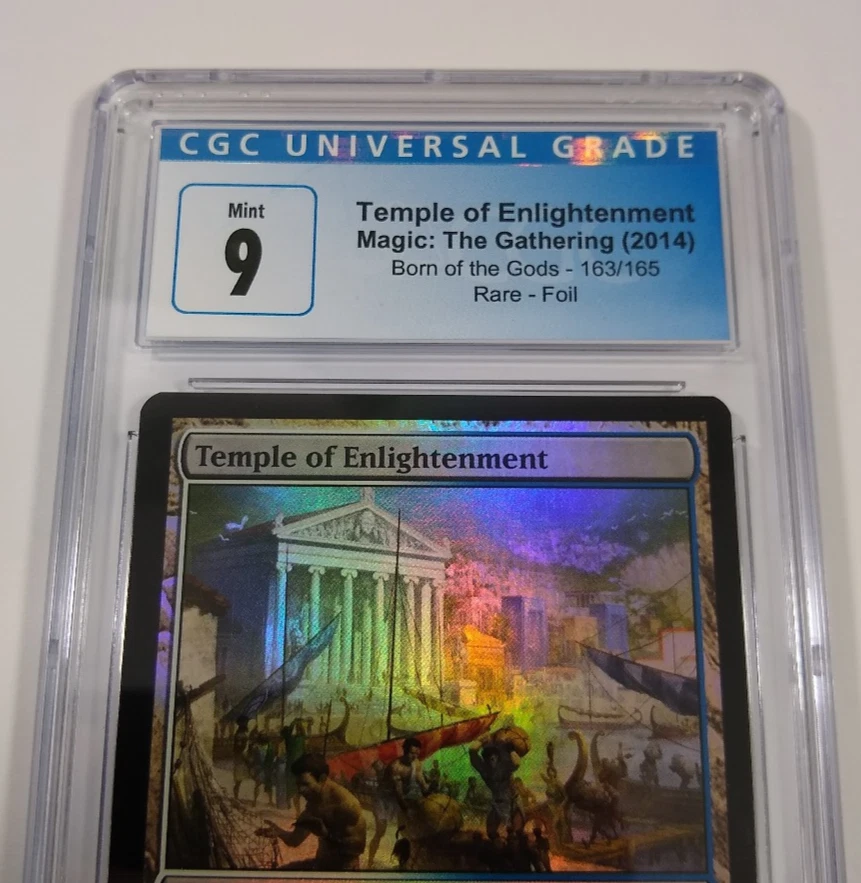 CGC UNIVERSAL GRADE
Mint
9
Temple of Enlightenment
Magic: The Gathering (2014)
Born of the Gods - 163/165
Rare - Foil
Temple of Enlightenment